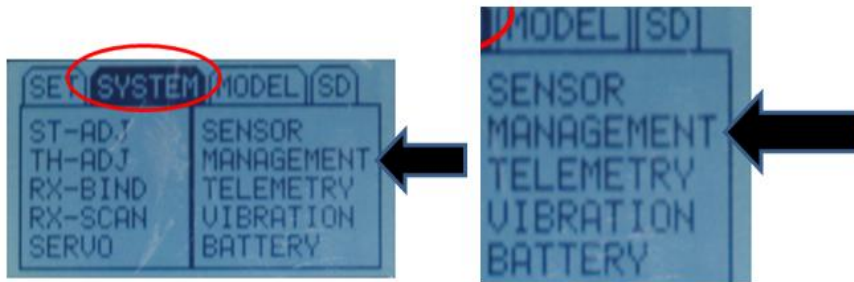 SET SYSTEM MODEL SD
ST-ADJ
TH-ADJ
RX-BIND
RX-SCAN
SERVO
SENSOR
MANAGEMENT
TELEMETRY
VIBRATION
BATTERY
MODEL SD
SENSOR
MANAGEMENT
TELEMETRY
VIBRATION
BATTERY